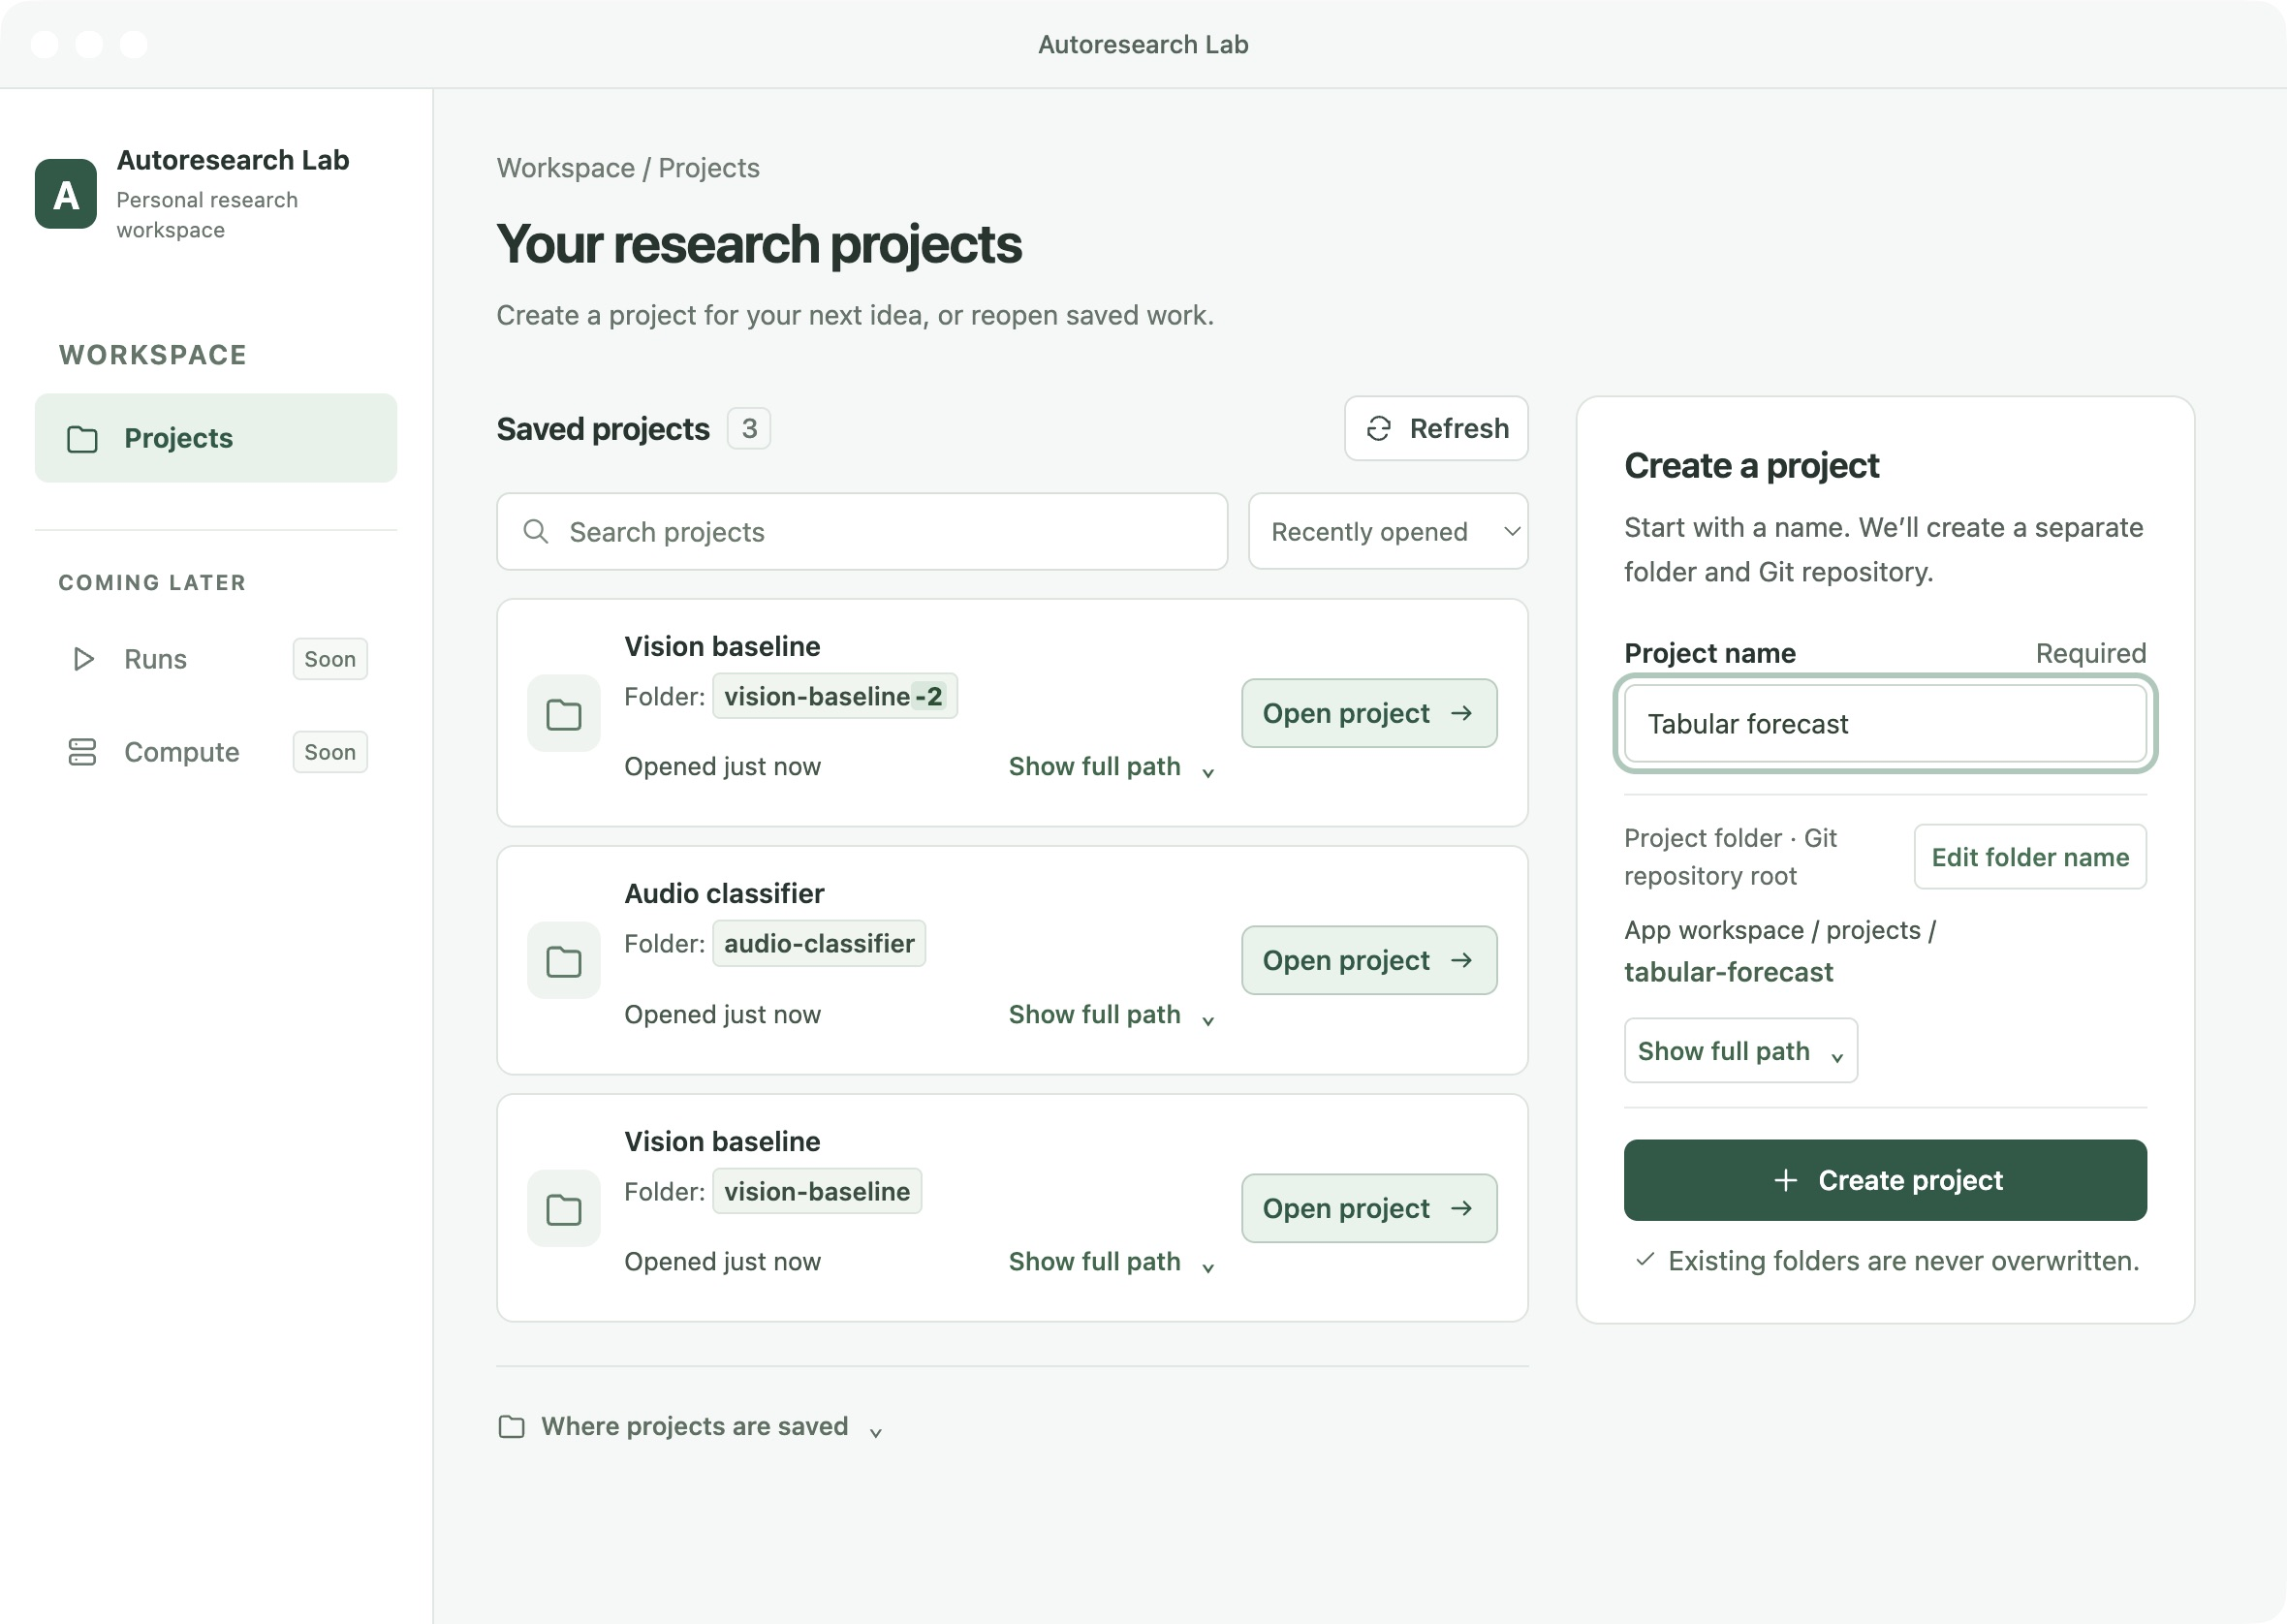 Autoresearch Lab
A
Autoresearch Lab
Personal research
workspace
WORKSPACE
Projects
COMING LATER
Runs
Soon
Compute
Soon
Workspace / Projects
Your research projects
Create a project for your next idea, or reopen saved work.
Saved projects 3
Refresh
Search projects
Recently opened
Vision baseline
Folder: vision-baseline-2
Opened just now
Show full path
Open project →
Audio classifier
Folder: audio-classifier
Opened just now
Show full path
Open project →
Vision baseline
Folder: vision-baseline
Opened just now
Show full path
Open project →
Where projects are saved
Create a project
Start with a name. We’ll create a separate
folder and Git repository.
Project name
Required
Tabular forecast
Project folder · Git
repository root
Edit folder name
App workspace / projects /
tabular-forecast
Show full path
+ Create project
✓ Existing folders are never overwritten.